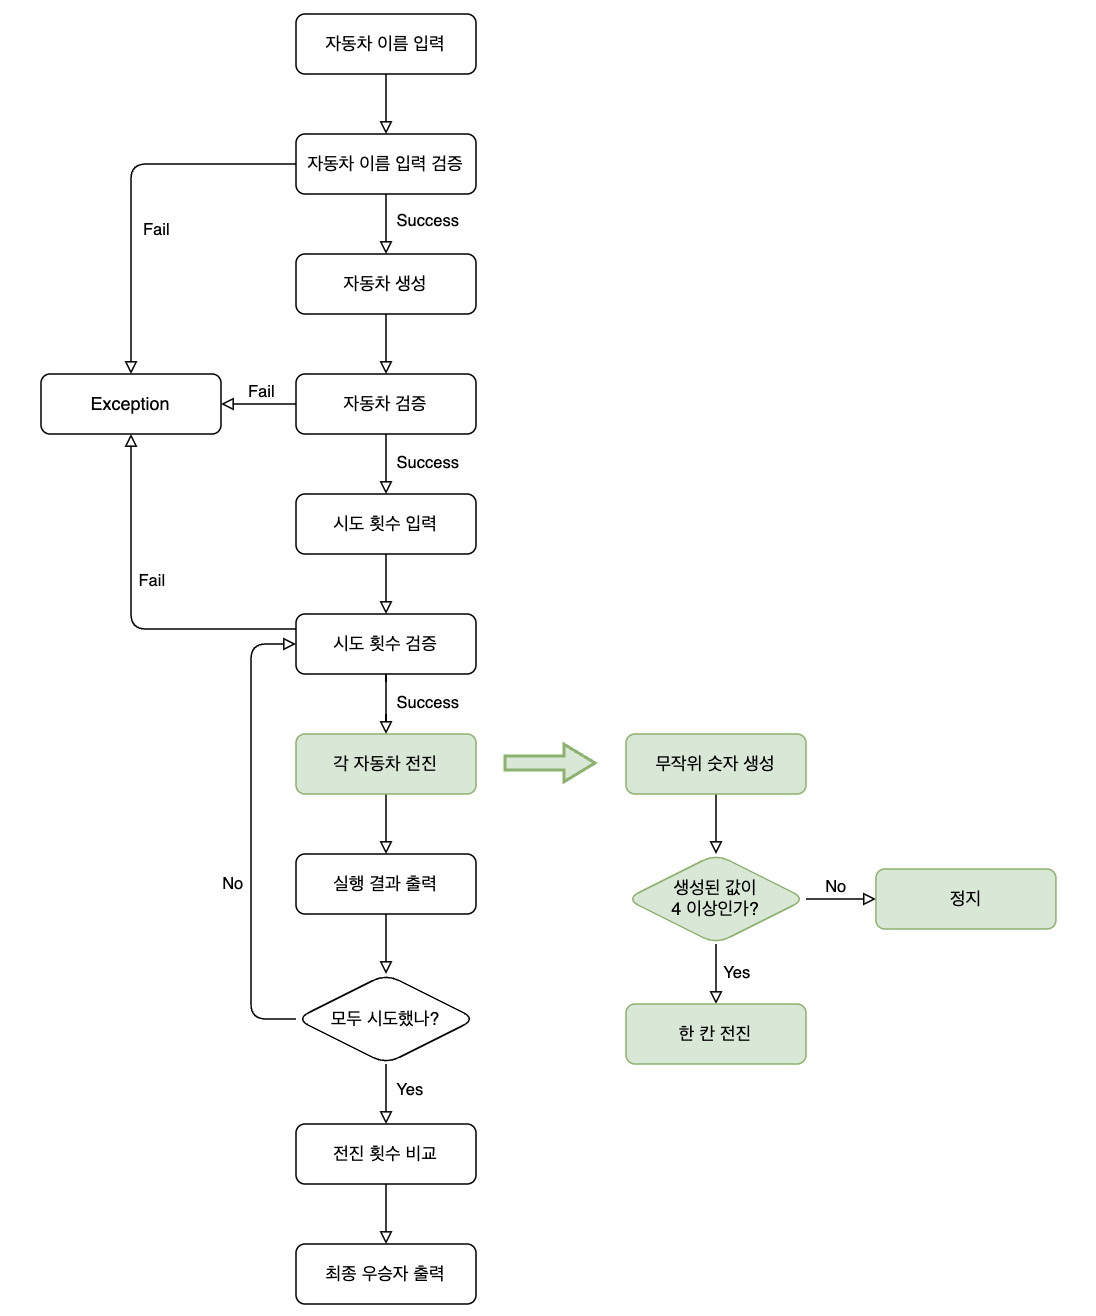 자동차 이름 입력
자동차 이름 입력 검증
Fail
Success
자동차 생성
Exception
Fail
자동차 검증
Success
시도 횟수 입력
Fail
시도 횟수 검증
Success
각 자동차 전진
무작위 숫자 생성
No
실행 결과 출력
생성된 값이
4 이상인가?
No
정지
Yes
모두 시도했나?
한 칸 전진
Yes
전진 횟수 비교
최종 우승자 출력